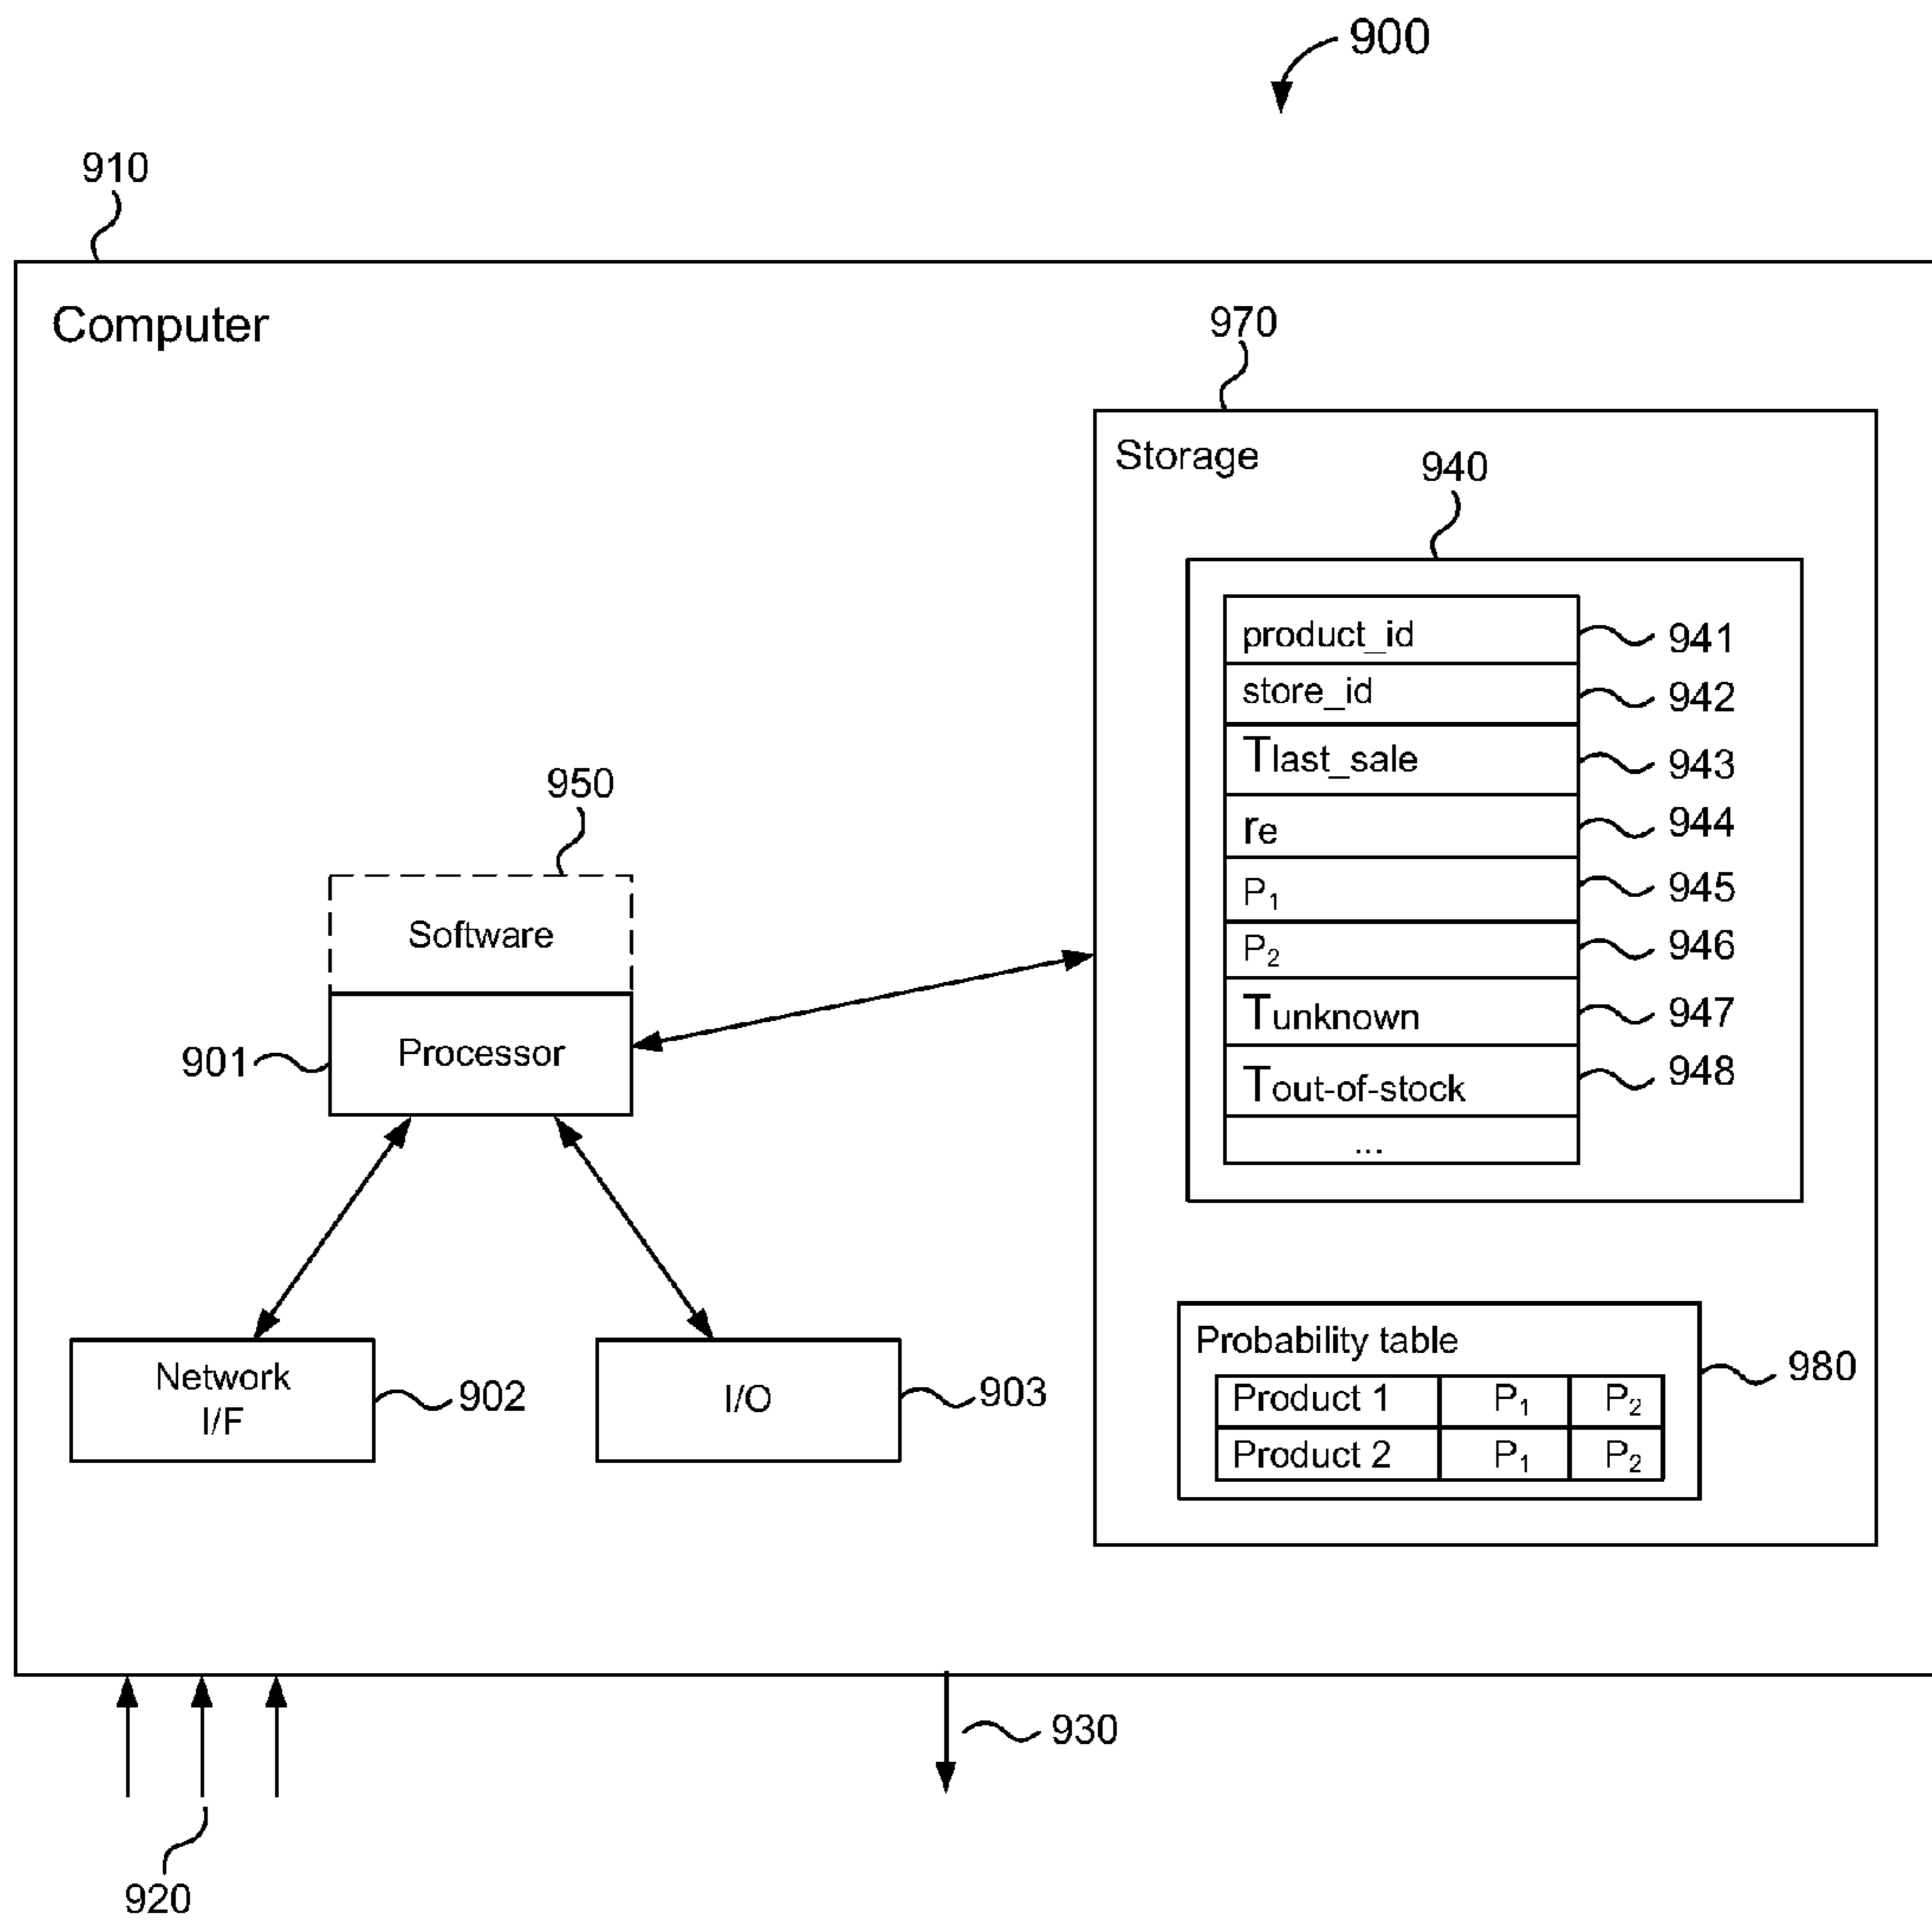 900
910
Computer
970
Storage
940
product_id 941
store_id 942
Tlast_sale 943
re 944
P1 945
P2 946
Tunknown 947
Tout-of-stock 948
...
950
Software
901 Processor
Network
I/F
902
I/O 903
Probability table
980
Product 1 P1 P2
Product 2 P1 P2
930
920